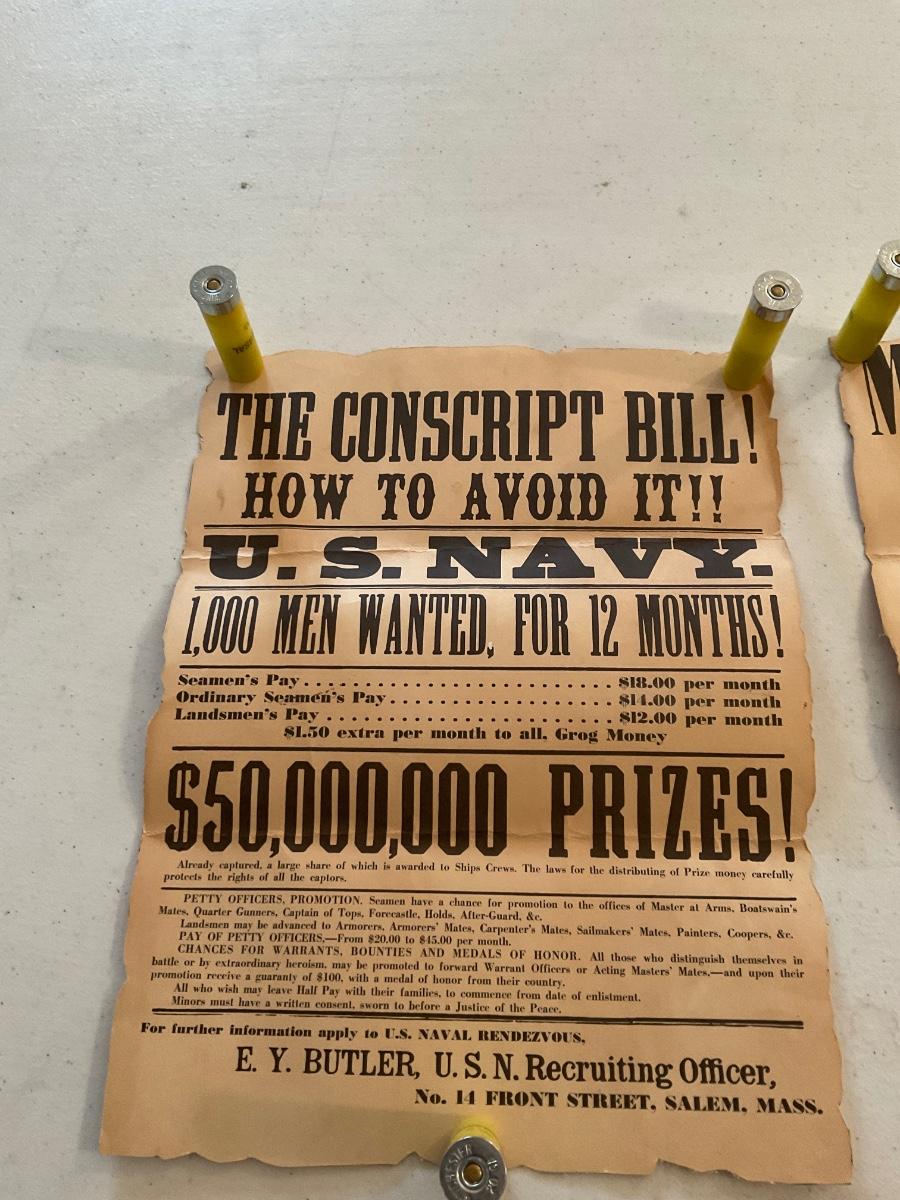 THE CONSCRIPT BILL!
HOW TO AVOID IT!!
U. S. NAVY.
1,000 MEN WANTED, FOR 12 MONTHS!
Seamen's Pay . . . . . . . . . . . . . . . . . . . . . . . . . . $18.00 per month
Ordinary Seamen's Pay . . . . . . . . . . . . . . . . . . . $14.00 per month
Landsmen's Pay . . . . . . . . . . . . . . . . . . . . . . . . $12.00 per month
$1.50 extra per month to all, Grog Money
$50,000,000 PRIZES!
Already captured, a large share of which is awarded to Ships Crews. The laws for the distributing of Prize money carefully
protects the rights of all the captors.
PETTY OFFICERS, PROMOTION. Seamen have a chance for promotion to the offices of Master at Arms, Boatswain's
Mates, Quarter Gunners, Captain of Tops, Forecastle, Holds, After-Guard, &c.
Landsmen may be advanced to Armorers, Armorers' Mates, Carpenter's Mates, Sailmakers' Mates, Painters, Coopers, &c.
PAY OF PETTY OFFICERS,—From $20.00 to $45.00 per month.
CHANCES FOR WARRANTS, BOUNTIES AND MEDALS OF HONOR. All those who distinguish themselves in
battle or by extraordinary heroism, may be promoted to forward Warrant Officers or Acting Masters' Mates,—and upon their
promotion receive a guaranty of $100, with a medal of honor from their country.
All who wish may leave Half Pay with their families, to commence from date of enlistment.
Minors must have a written consent, sworn to before a Justice of the Peace.
For further information apply to U.S. NAVAL RENDEZVOUS,
E. Y. BUTLER, U. S. N. Recruiting Officer,
No. 14 FRONT STREET, SALEM, MASS.